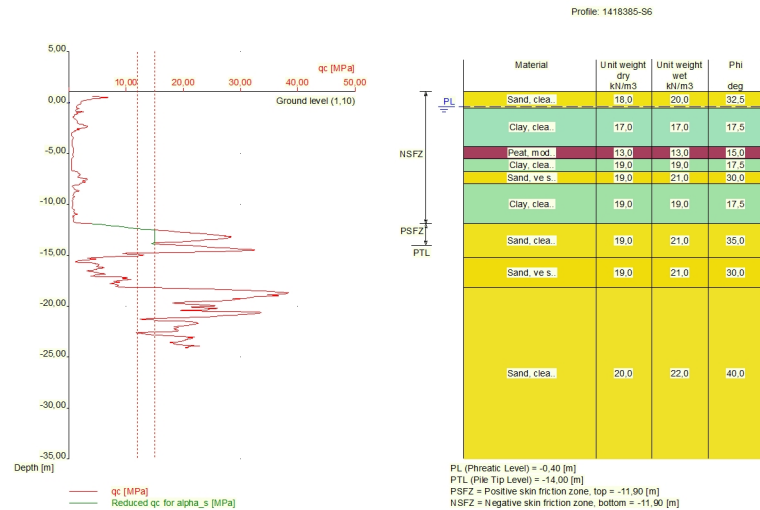 Profile: 1418385-S6
5,00
0,00
-5,00
-10,00
-15,00
-20,00
-25,00
-30,00
-35,00
Depth [m]
qc [MPa]
10,00 20,00 30,00 40,00 50,00
Ground level (1,10)
qc [MPa]
Reduced qc for alpha_s [MPa]
PL
NSFZ
PSFZ
PTL
Material Unit weight dry kN/m3 Unit weight wet kN/m3 Phi deg
Sand, clea.. 18,0 20,0 32,5
Clay, clea.. 17,0 17,0 17,5
Peat, mod.. 13,0 13,0 15,0
Clay, clea.. 19,0 19,0 17,5
Sand, ve s.. 19,0 21,0 30,0
Clay, clea.. 19,0 19,0 17,5
Sand, clea.. 19,0 21,0 35,0
Sand, ve s.. 19,0 21,0 30,0
Sand, clea.. 20,0 22,0 40,0
PL (Phreatic Level) = -0,40 [m]
PTL (Pile Tip Level) = -14,00 [m]
PSFZ = Positive skin friction zone, top = -11,90 [m]
NSFZ = Negative skin friction zone, bottom = -11,90 [m]